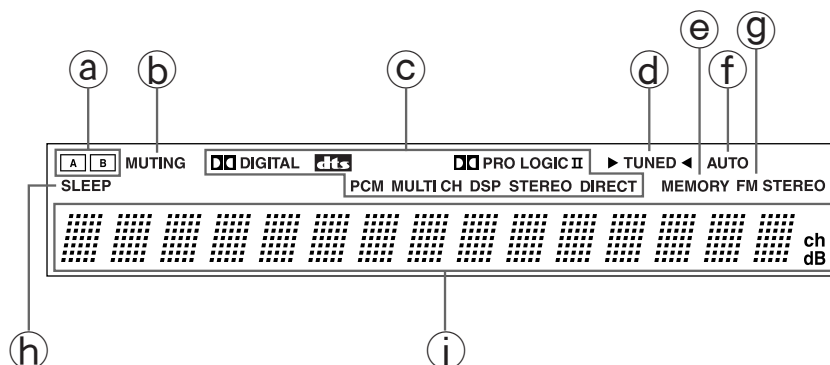 a b c d e f g
A B MUTING DIGITAL dts PRO LOGIC II TUNED AUTO
SLEEP PCM MULTI CH DSP STEREO DIRECT MEMORY FM STEREO
ch
dB
h i